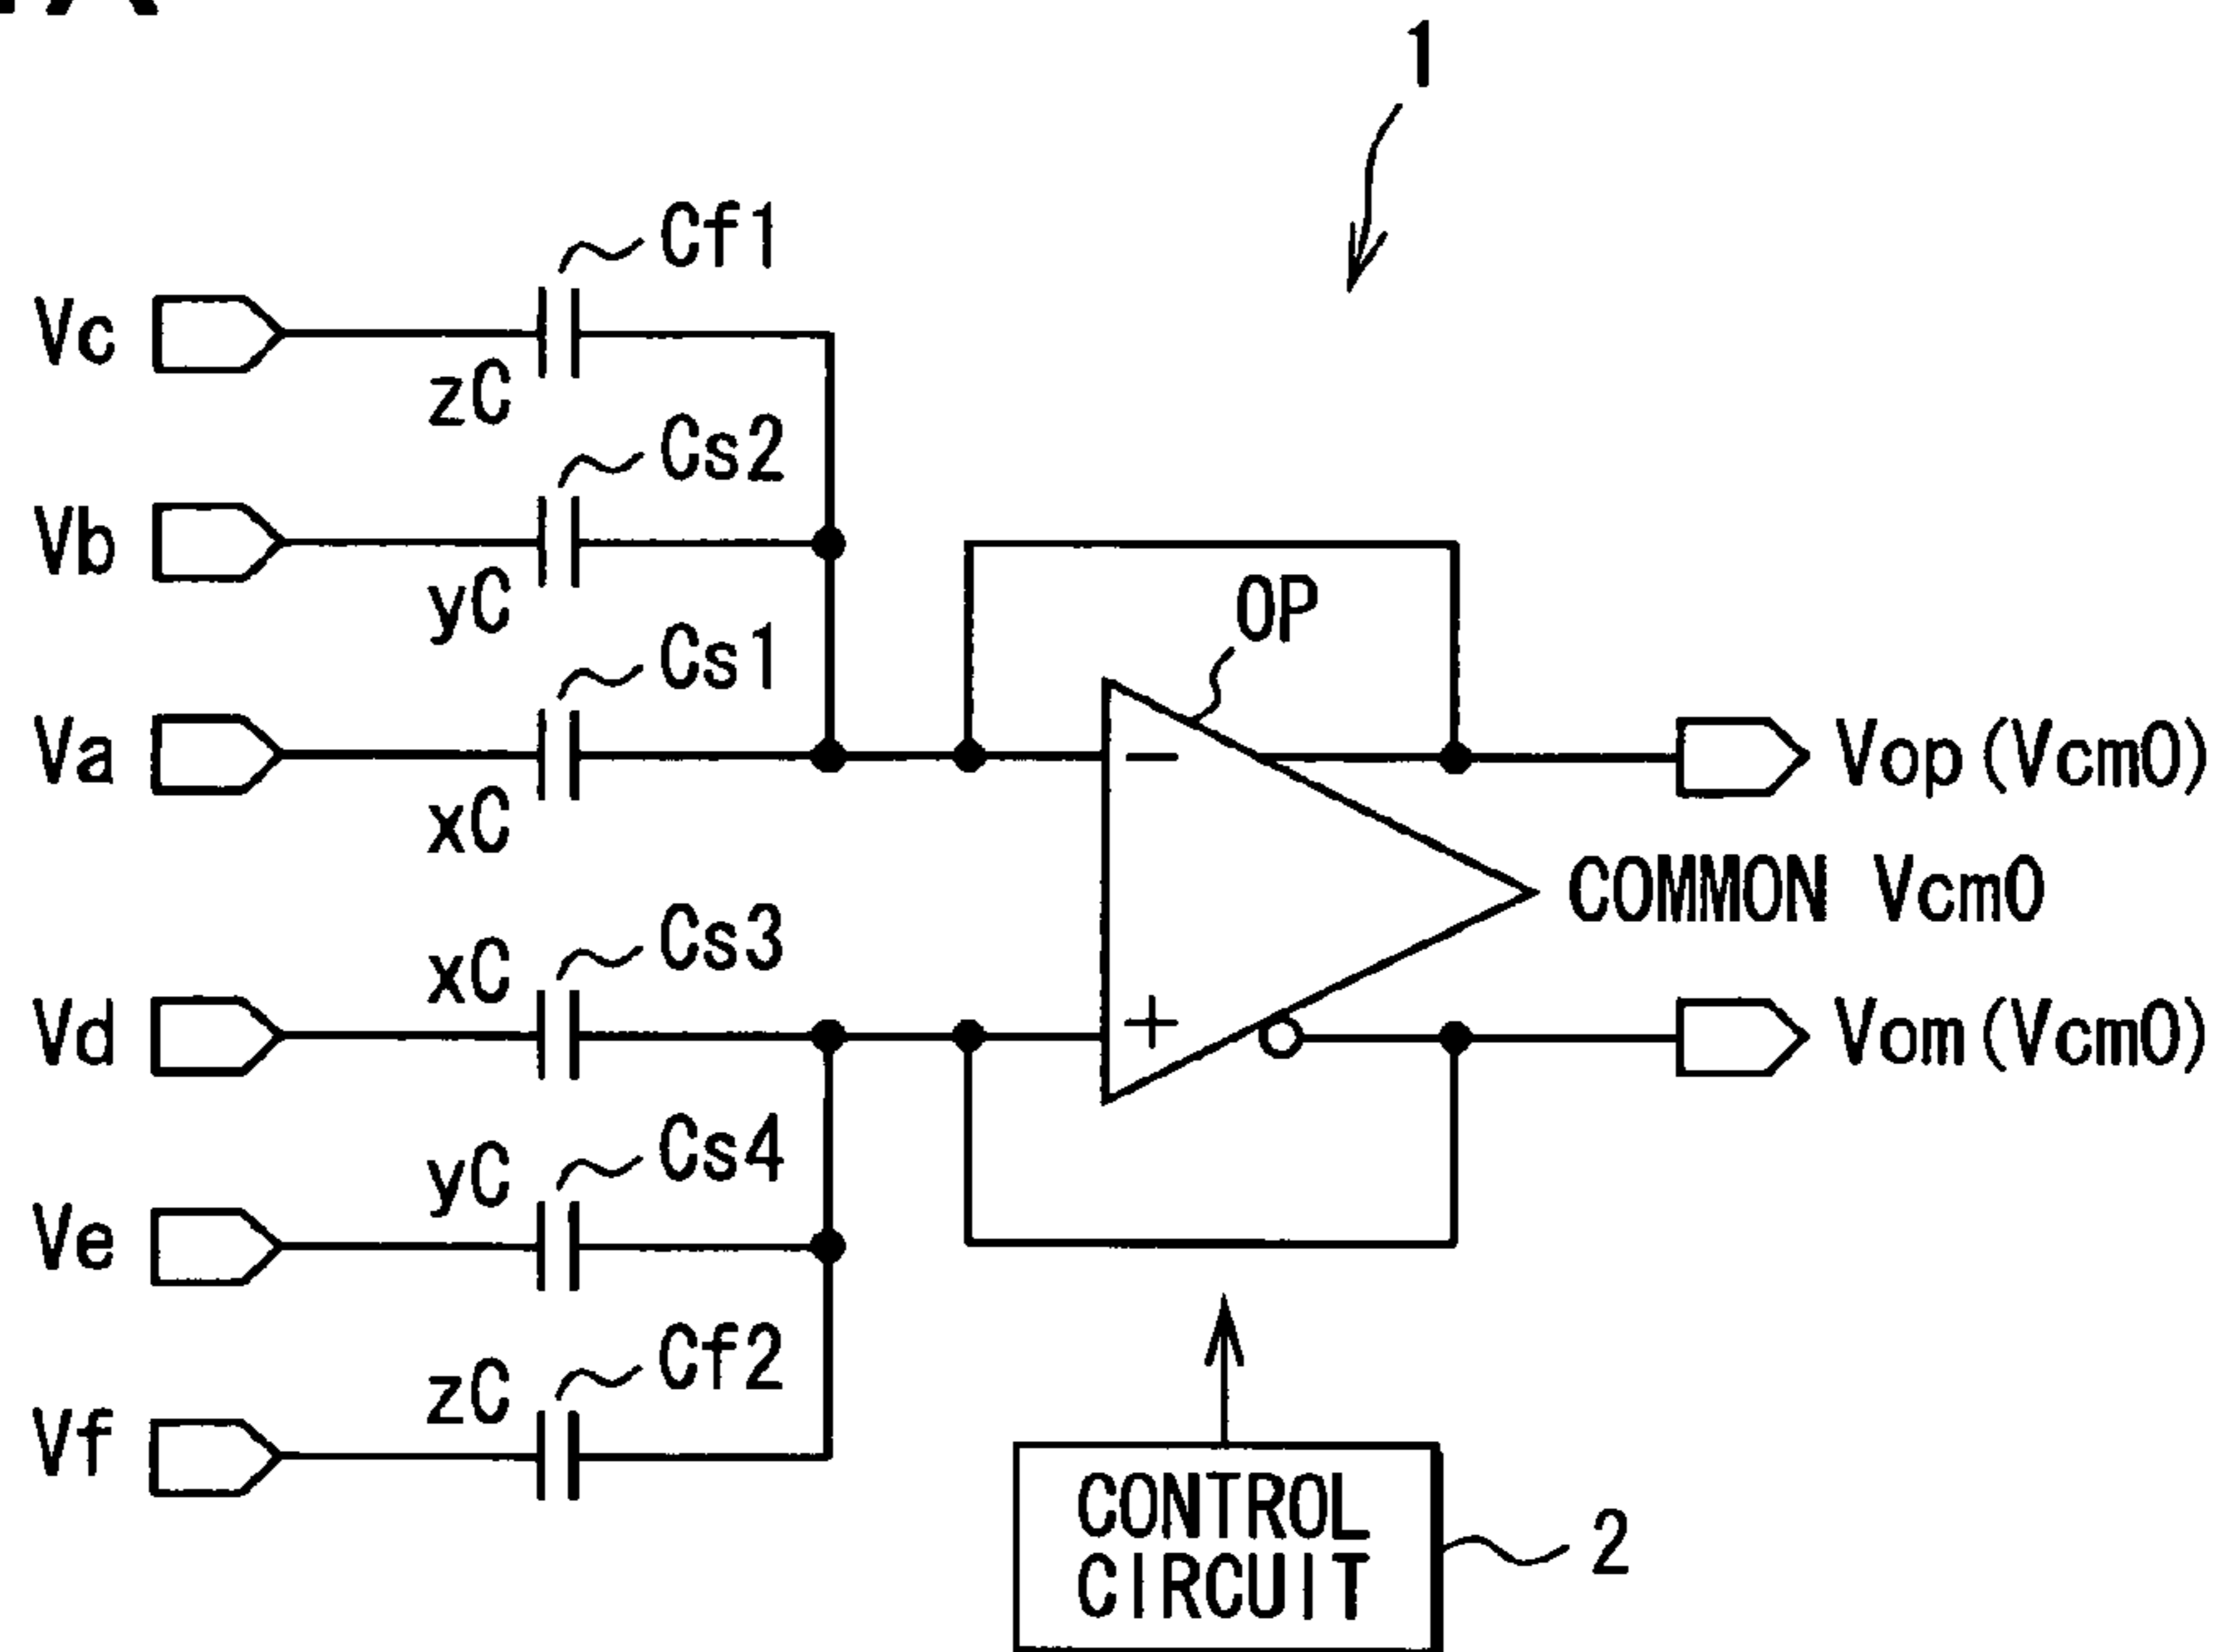 1
Cf1
Vc
zC
Cs2
Vb
yC
OP
Cs1
Va
Vop (Vcm0)
xC
COMMON Vcm0
Cs3
xC
Vd
Vom (Vcm0)
Cs4
yC
Ve
Cf2
zC
Vf
CONTROL
CIRCUIT
2